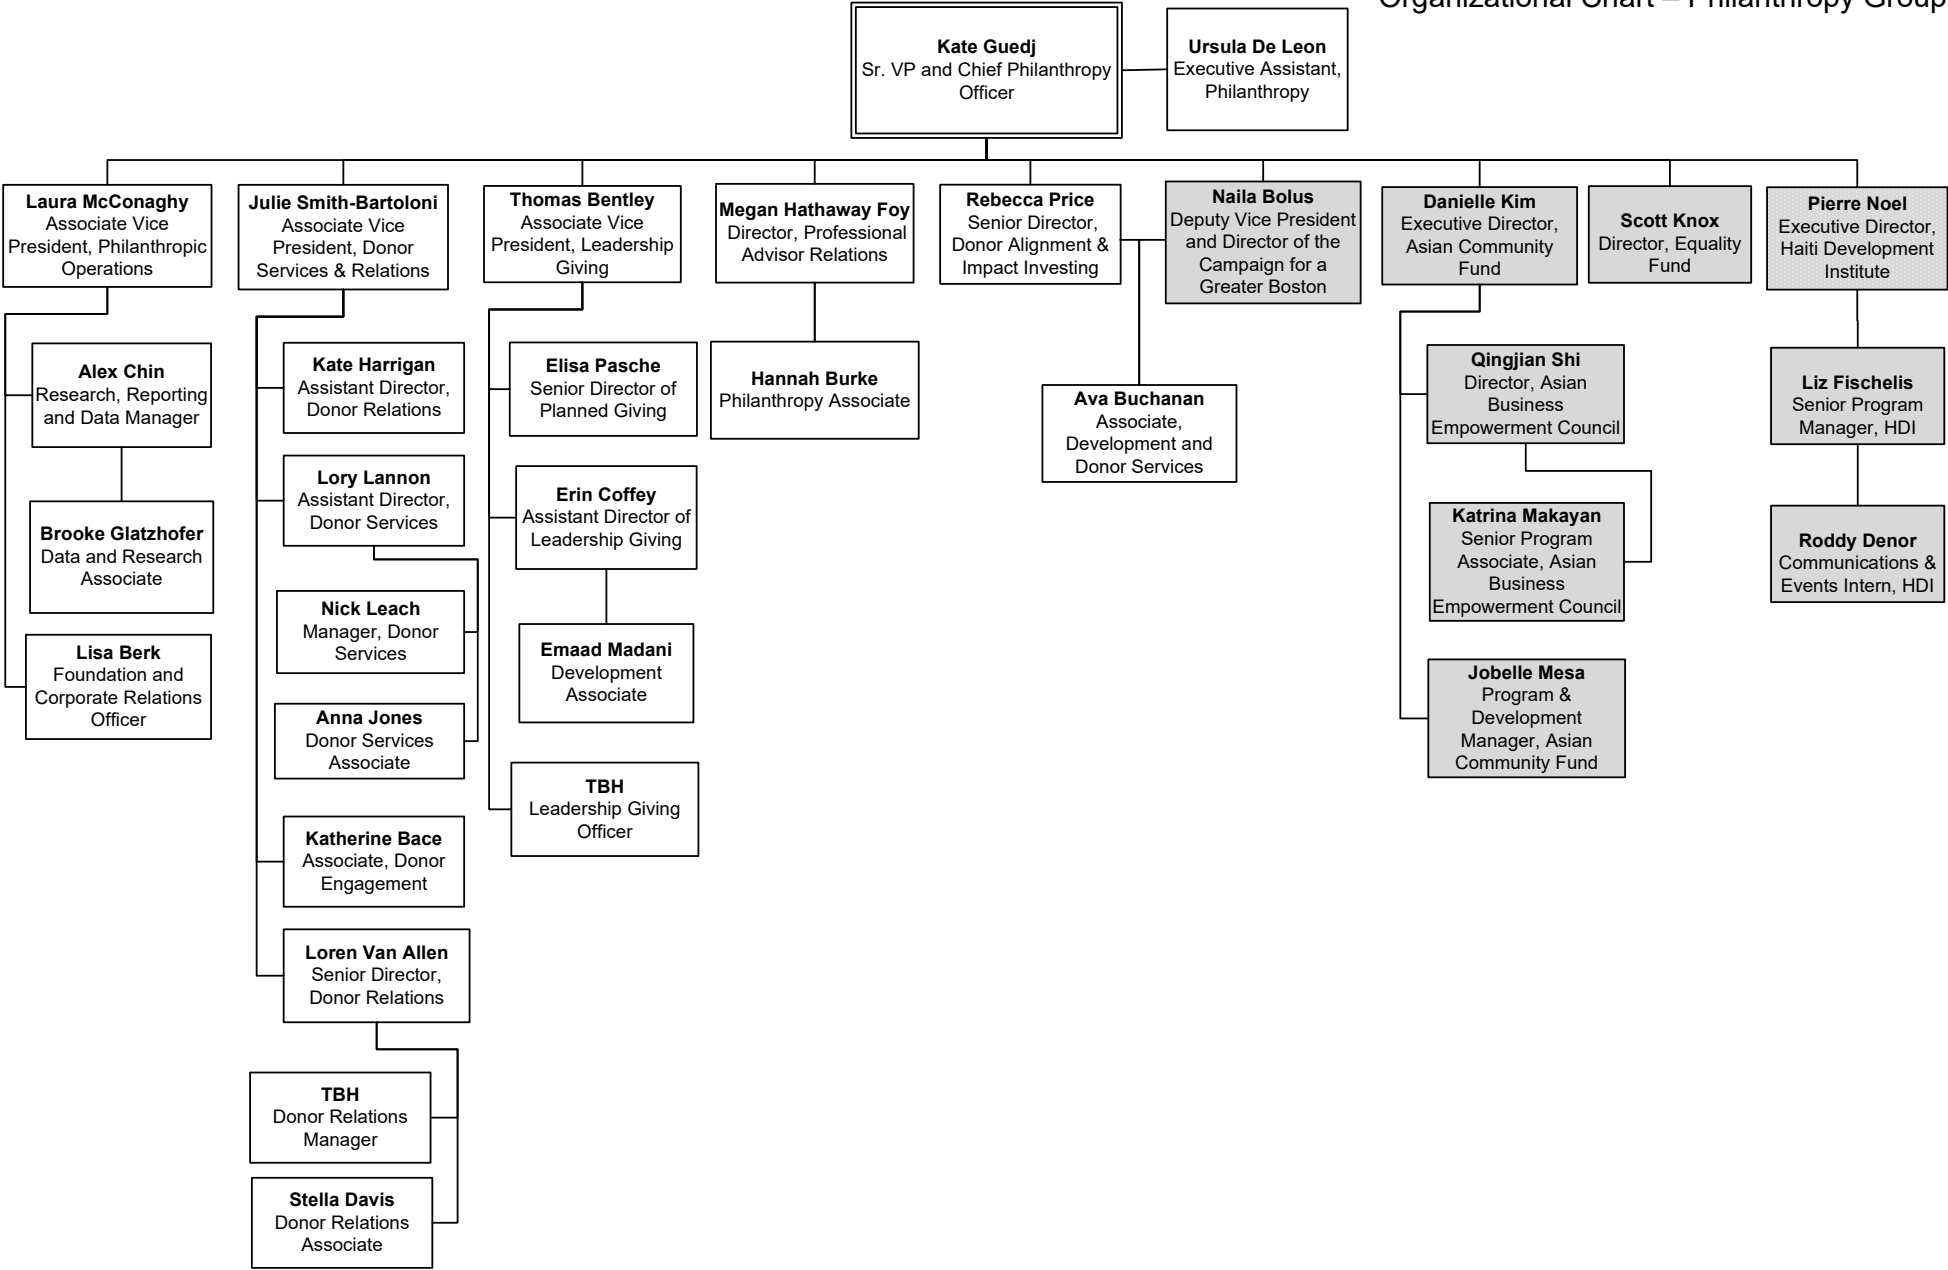 Organizational Chart – Philanthropy Group
Kate Guedj
Sr. VP and Chief Philanthropy
Officer
Ursula De Leon
Executive Assistant,
Philanthropy
Laura McConaghy
Associate Vice
President, Philanthropic
Operations
Julie Smith-Bartoloni
Associate Vice
President, Donor
Services & Relations
Thomas Bentley
Associate Vice
President, Leadership
Giving
Megan Hathaway Foy
Director, Professional
Advisor Relations
Rebecca Price
Senior Director,
Donor Alignment &
Impact Investing
Naila Bolus
Deputy Vice President
and Director of the
Campaign for a
Greater Boston
Danielle Kim
Executive Director,
Asian Community
Fund
Scott Knox
Director, Equality
Fund
Pierre Noel
Executive Director,
Haiti Development
Institute
Alex Chin
Research, Reporting
and Data Manager
Brooke Glatzhofer
Data and Research
Associate
Lisa Berk
Foundation and
Corporate Relations
Officer
Kate Harrigan
Assistant Director,
Donor Relations
Lory Lannon
Assistant Director,
Donor Services
Nick Leach
Manager, Donor
Services
Anna Jones
Donor Services
Associate
Katherine Bace
Associate, Donor
Engagement
Loren Van Allen
Senior Director,
Donor Relations
TBH
Donor Relations
Manager
Stella Davis
Donor Relations
Associate
Elisa Pasche
Senior Director of
Planned Giving
Erin Coffey
Assistant Director of
Leadership Giving
Emaad Madani
Development
Associate
TBH
Leadership Giving
Officer
Hannah Burke
Philanthropy Associate
Ava Buchanan
Associate,
Development and
Donor Services
Qingjian Shi
Director, Asian
Business
Empowerment Council
Katrina Makayan
Senior Program
Associate, Asian
Business
Empowerment Council
Jobelle Mesa
Program &
Development
Manager, Asian
Community Fund
Liz Fischelis
Senior Program
Manager, HDI
Roddy Denor
Communications &
Events Intern, HDI